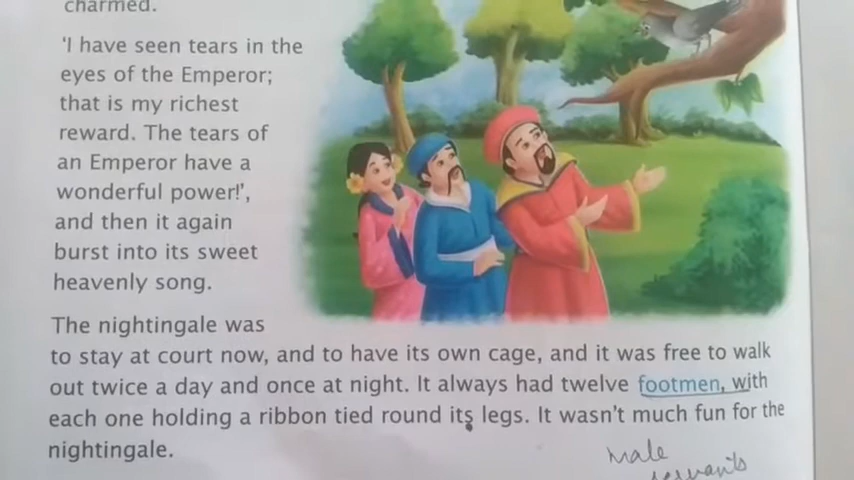 charmed.
'I have seen tears in the
eyes of the Emperor;
that is my richest
reward. The tears of
an Emperor have a
wonderful power!',
and then it again
burst into its sweet
heavenly song.
The nightingale was
to stay at court now, and to have its own cage, and it was free to walk
out twice a day and once at night. It always had twelve footmen, with
each one holding a ribbon tied round its legs. It wasn't much fun for the
nightingale.
Male
servants